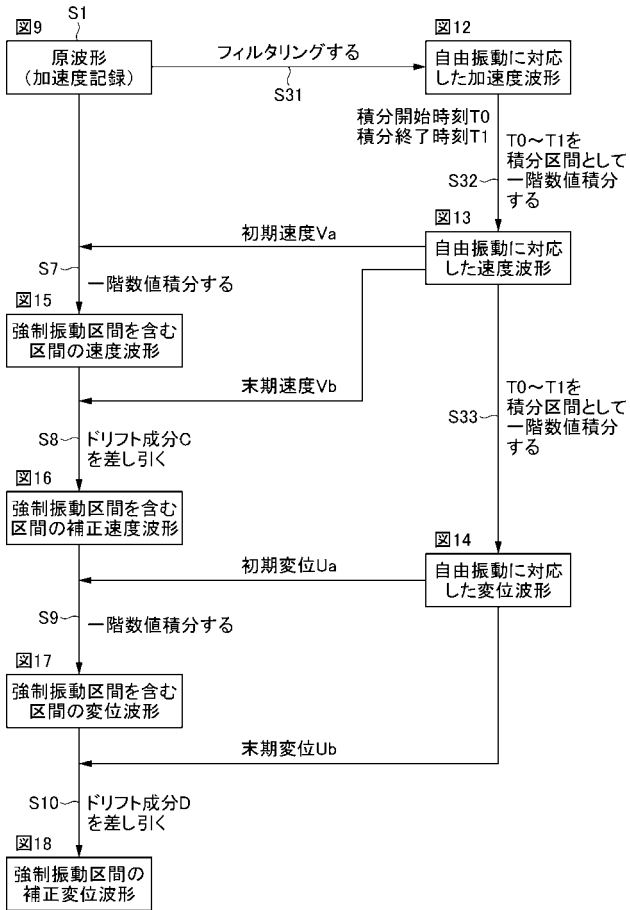 図9
S1
原波形
(加速度記録)
フィルタリングする
S31
図12
自由振動に対応
した加速度波形
積分開始時刻T0
積分終了時刻T1
S32
T0～T1を
積分区間として
一階数値積分
する
図13
自由振動に対応
した速度波形
初期速度Va
S7
一階数値積分する
図15
強制振動区間を含む
区間の速度波形
末期速度Vb
S8
ドリフト成分C
を差し引く
S33
T0～T1を
積分区間として
一階数値積分
する
図16
強制振動区間を含む
区間の補正速度波形
図14
自由振動に対応
した変位波形
初期変位Ua
S9
一階数値積分する
図17
強制振動区間を含む
区間の変位波形
末期変位Ub
S10
ドリフト成分D
を差し引く
図18
強制振動区間の
補正変位波形